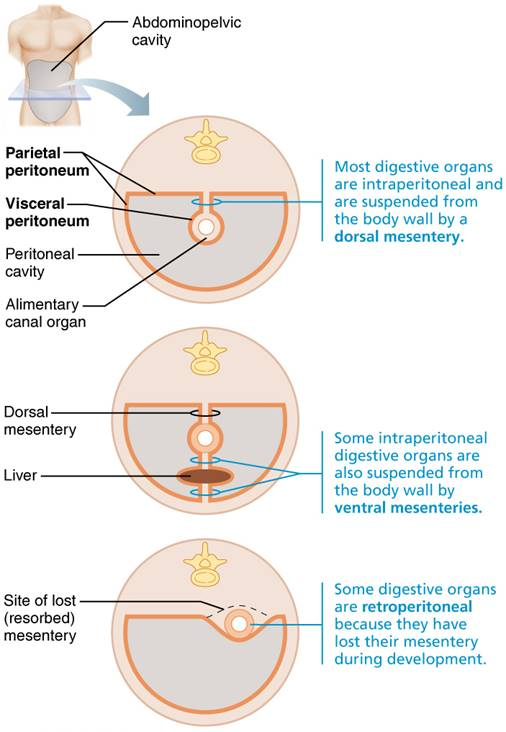 Abdominopelvic
cavity
Parietal
peritoneum
Visceral
peritoneum
Peritoneal
cavity
Alimentary
canal organ
Most digestive organs
are intraperitoneal and
are suspended from
the body wall by a
dorsal mesentery.
Dorsal
mesentery
Liver
Some intraperitoneal
digestive organs are
also suspended from
the body wall by
ventral mesenteries.
Site of lost
(resorbed)
mesentery
Some digestive organs
are retroperitoneal
because they have
lost their mesentery
during development.